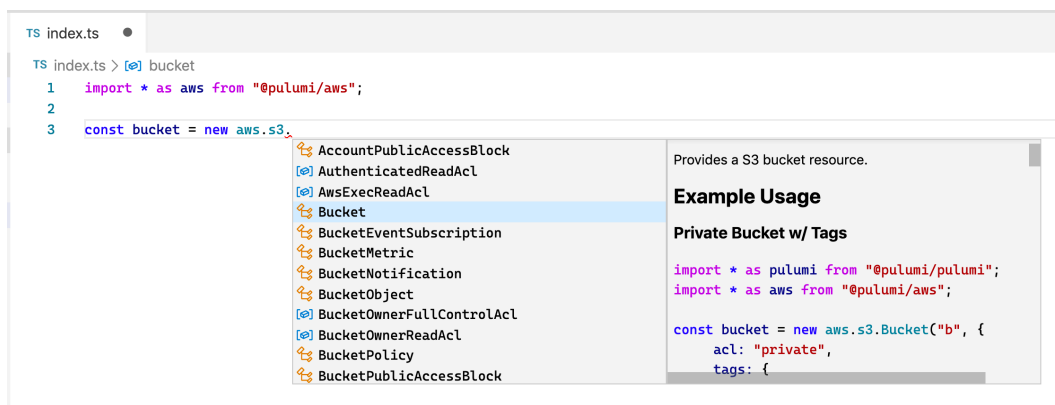 TS index.ts
TS index.ts > bucket
1 import * as aws from "@pulumi/aws";
2
3 const bucket = new aws.s3.
AccountPublicAccessBlock
AuthenticatedReadAcl
AwsExecReadAcl
Bucket
BucketEventSubscription
BucketMetric
BucketNotification
BucketObject
BucketOwnerFullControlAcl
BucketOwnerReadAcl
BucketPolicy
BucketPublicAccessBlock
Provides a S3 bucket resource.
Example Usage
Private Bucket w/ Tags
import * as pulumi from "@pulumi/pulumi";
import * as aws from "@pulumi/aws";
const bucket = new aws.s3.Bucket("b", {
acl: "private",
tags: {